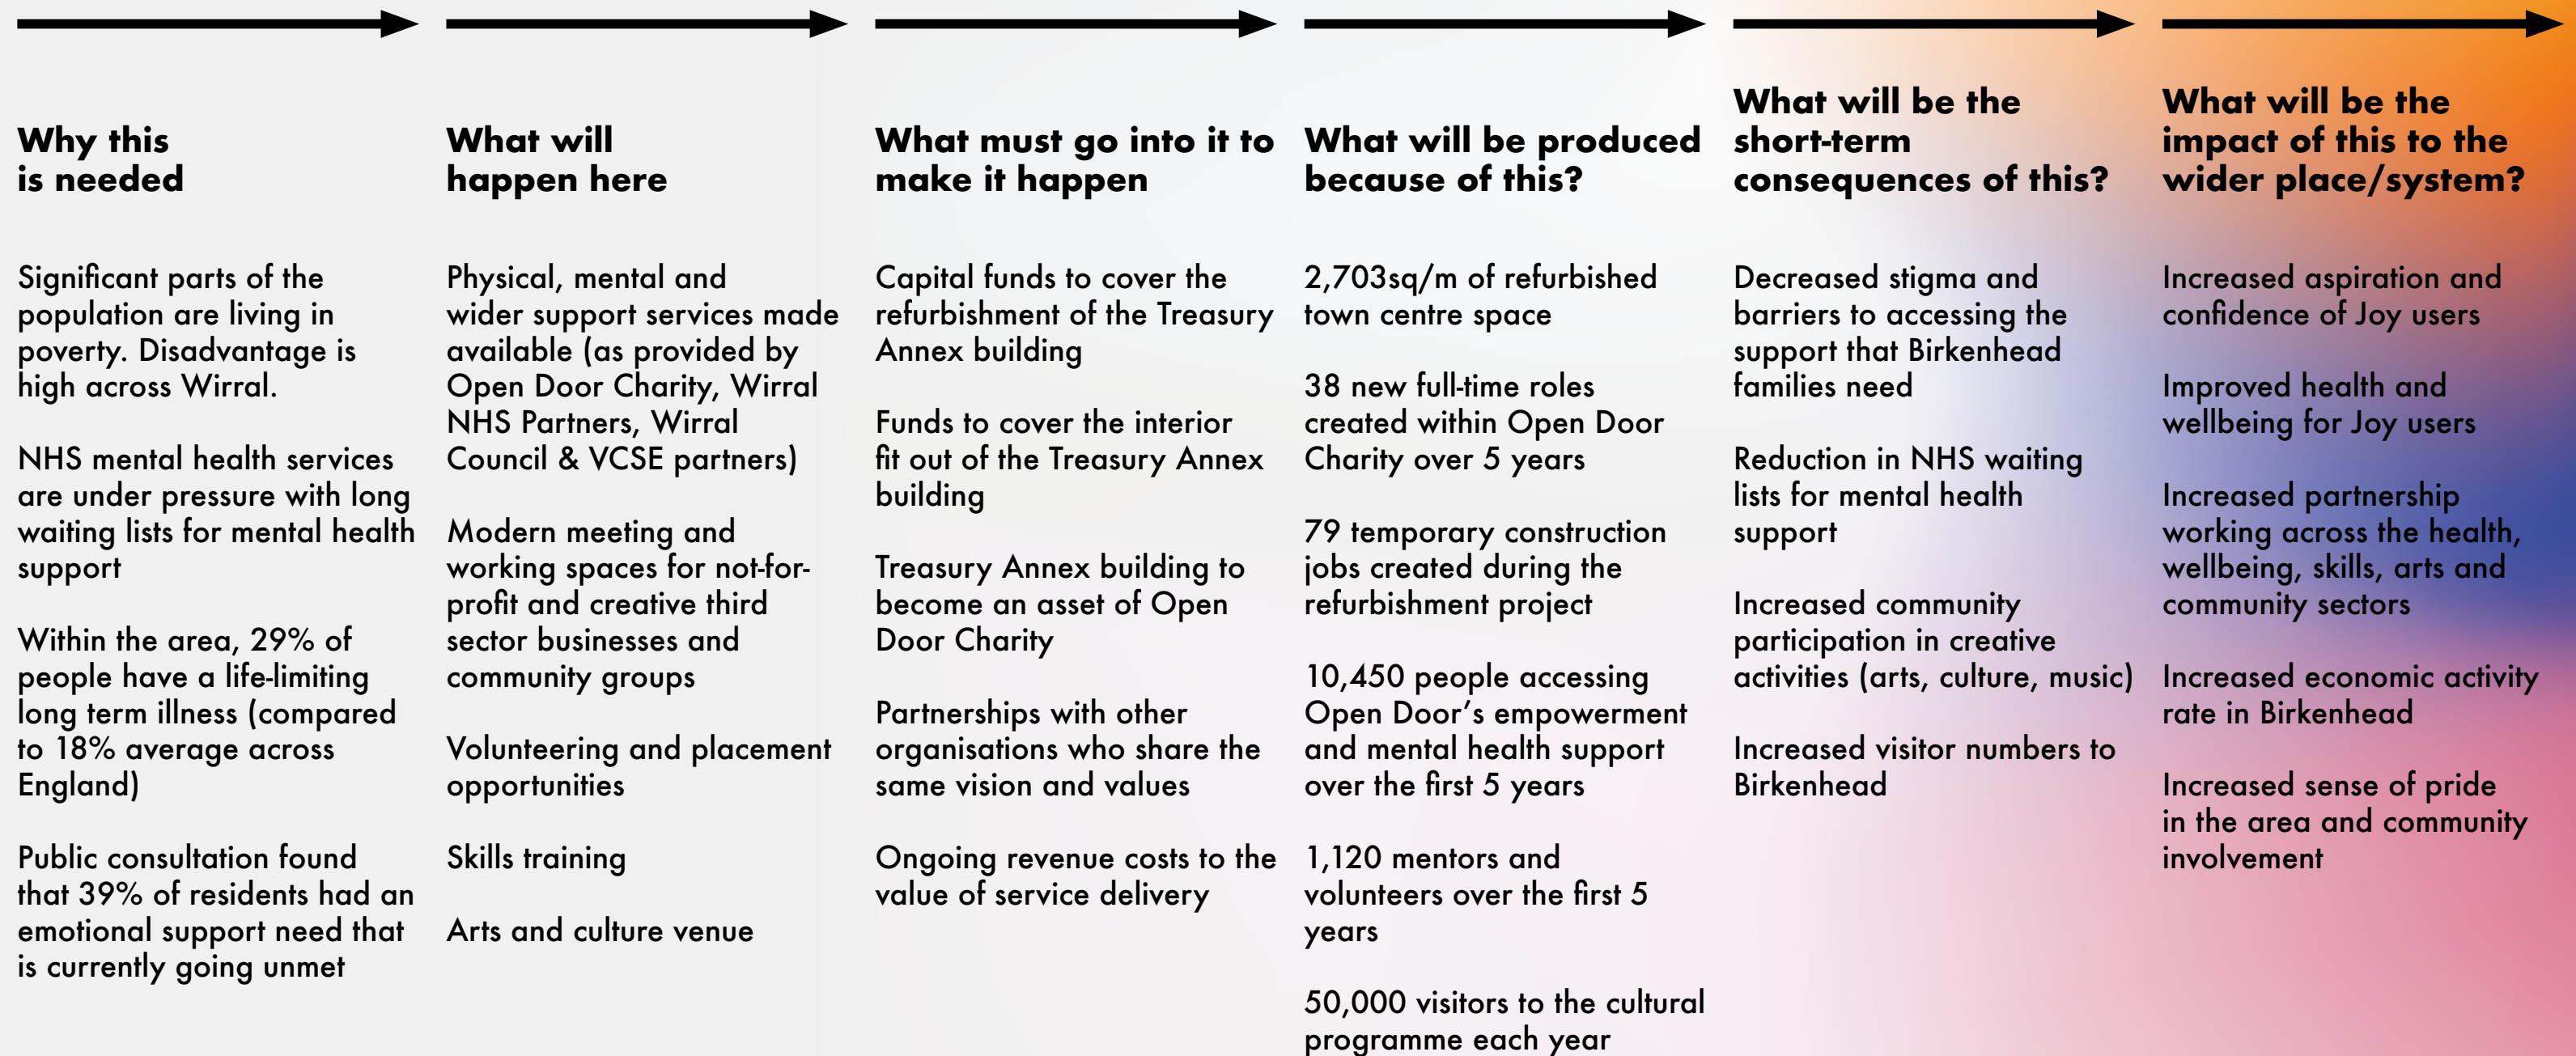 Why this
is needed
Significant parts of the
population are living in
poverty. Disadvantage is
high across Wirral.
NHS mental health services
are under pressure with long
waiting lists for mental health
support
Within the area, 29% of
people have a life-limiting
long term illness (compared
to 18% average across
England)
Public consultation found
that 39% of residents had an
emotional support need that
is currently going unmet
What will
happen here
Physical, mental and
wider support services made
available (as provided by
Open Door Charity, Wirral
NHS Partners, Wirral
Council & VCSE partners)
Modern meeting and
working spaces for not-for-
profit and creative third
sector businesses and
community groups
Volunteering and placement
opportunities
Skills training
Arts and culture venue
What must go into it to
make it happen
Capital funds to cover the
refurbishment of the Treasury
Annex building
Funds to cover the interior
fit out of the Treasury Annex
building
Treasury Annex building to
become an asset of Open
Door Charity
Partnerships with other
organisations who share the
same vision and values
Ongoing revenue costs to the
value of service delivery
What will be produced
because of this?
2,703sq/m of refurbished
town centre space
38 new full-time roles
created within Open Door
Charity over 5 years
79 temporary construction
jobs created during the
refurbishment project
10,450 people accessing
Open Door’s empowerment
and mental health support
over the first 5 years
1,120 mentors and
volunteers over the first 5
years
50,000 visitors to the cultural
programme each year
What will be the
short-term
consequences of this?
Decreased stigma and
barriers to accessing the
support that Birkenhead
families need
Reduction in NHS waiting
lists for mental health
support
Increased community
participation in creative
activities (arts, culture, music)
Increased visitor numbers to
Birkenhead
What will be the
impact of this to the
wider place/system?
Increased aspiration and
confidence of Joy users
Improved health and
wellbeing for Joy users
Increased partnership
working across the health,
wellbeing, skills, arts and
community sectors
Increased economic activity
rate in Birkenhead
Increased sense of pride
in the area and community
involvement